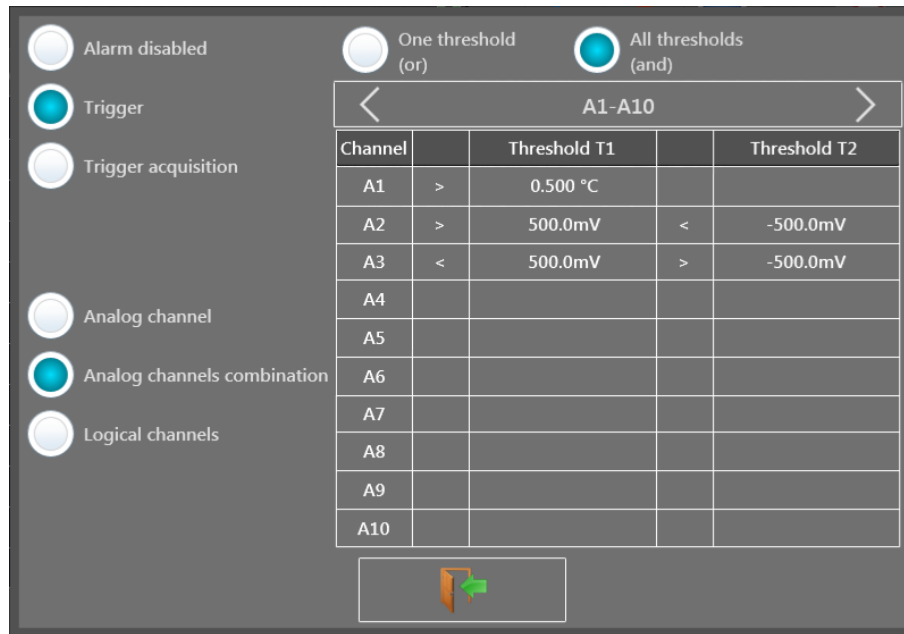 Alarm disabled
One threshold
(or)
All thresholds
(and)
Trigger
A1-A10
Trigger acquisition
Channel Threshold T1 Threshold T2
A1 > 0.500 °C
A2 > 500.0mV < -500.0mV
A3 < 500.0mV > -500.0mV
A4
Analog channel
A5
Analog channels combination
A6
A7
Logical channels
A8
A9
A10